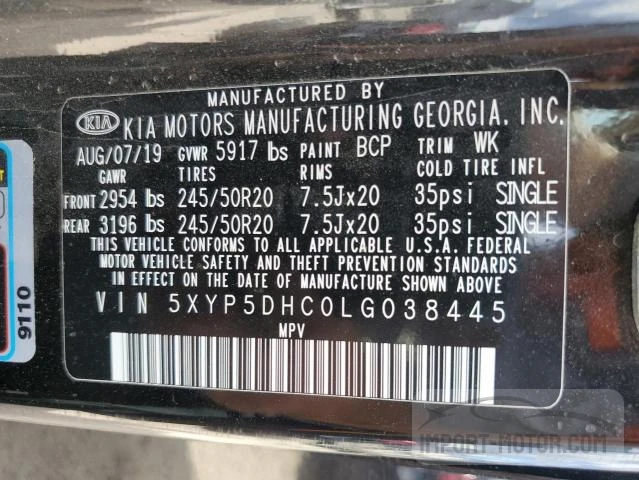 MANUFACTURED BY
KIA KIA MOTORS MANUFACTURING GEORGIA, INC.
AUG/07/19 GVWR 5917 lbs PAINT BCP TRIM WK
GAWR TIRES RIMS COLD TIRE INFL
FRONT 2954 lbs 245/50R20 7.5Jx20 35psi SINGLE
REAR 3196 lbs 245/50R20 7.5Jx20 35psi SINGLE
THIS VEHICLE CONFORMS TO ALL APPLICABLE U.S.A. FEDERAL
MOTOR VEHICLE SAFETY AND THEFT PREVENTION STANDARDS
IN EFFECT ON THE DATE OF MANUFACTURE SHOWN ABOVE.
VIN 5XYP5DHC0LG038445
MPV
9110
IMPORT-MOTOR.COM